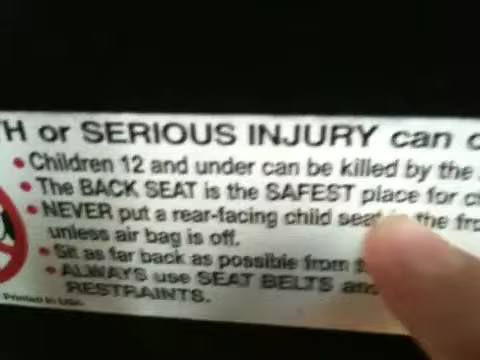 TH or SERIOUS INJURY can
• Children 12 and under can be killed by the
• The BACK SEAT is the SAFEST place for
• NEVER put a rear-facing child seat in the
unless air bag is off.
• Sit as far back as possible from
• ALWAYS use SEAT BELTS and
RESTRAINTS.
Printed in USA